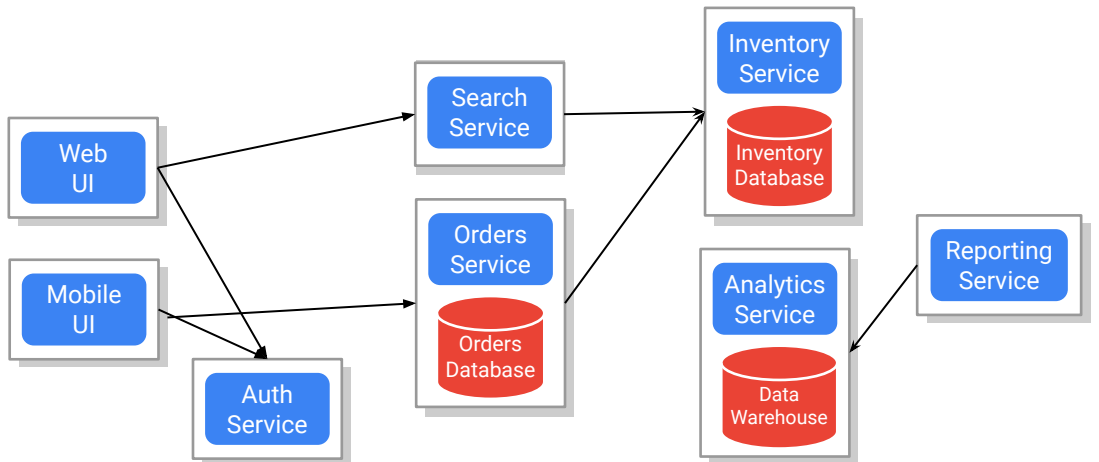 Web
UI
Mobile
UI
Auth
Service
Search
Service
Orders
Service
Orders
Database
Inventory
Service
Inventory
Database
Analytics
Service
Data
Warehouse
Reporting
Service